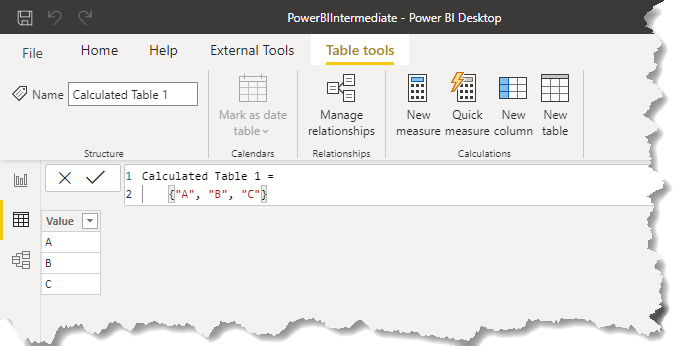 PowerBIIntermediate - Power BI Desktop
File Home Help External Tools Table tools
Name Calculated Table 1
Mark as date
table
Manage
relationships
New
measure
Quick
measure
New
column
New
table
Structure Calendars Relationships Calculations
1 Calculated Table 1 =
2 {"A", "B", "C"}
Value
A
B
C